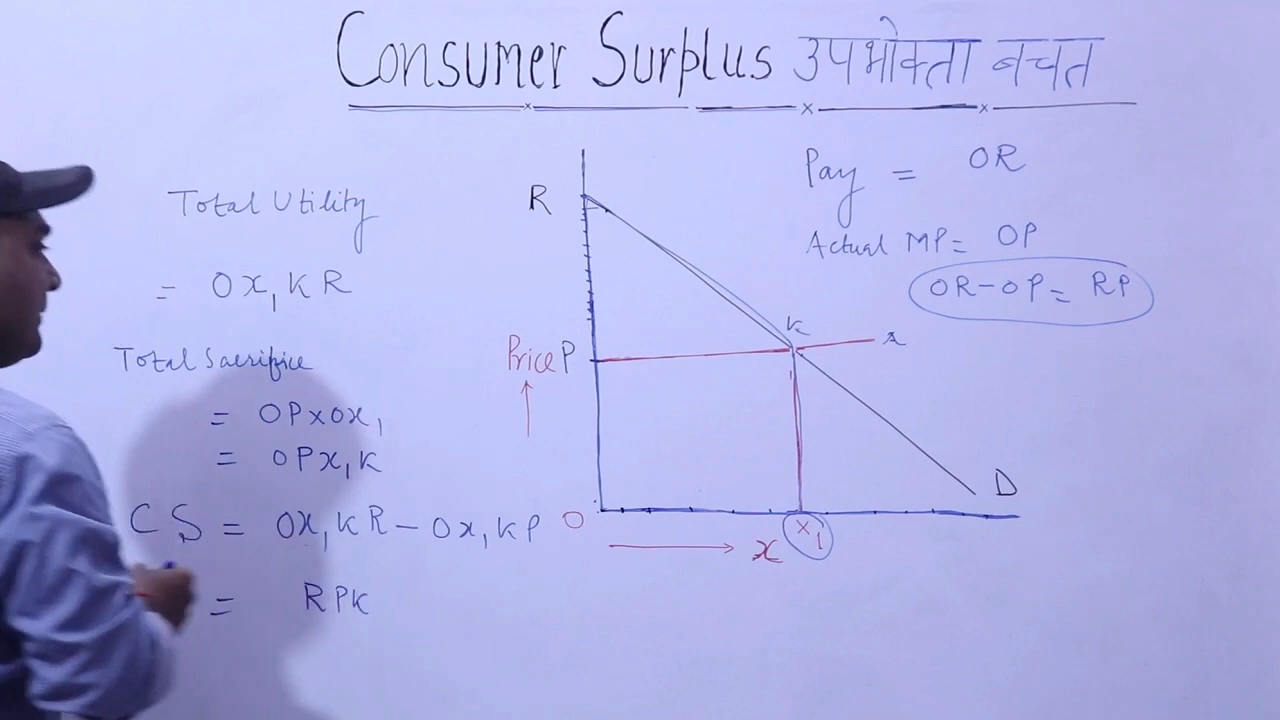 Consumer Surplus उपभोक्ता बचत
Total Utility
= OX₁KR
Total Sacrifice
= OP×OX₁
= OPX₁K
CS = OX₁KR - OX₁KP
= RPK
R
Price P
K
A
D
O
X
X₁
Pay = OR
Actual MP = OP
OR-OP = RP